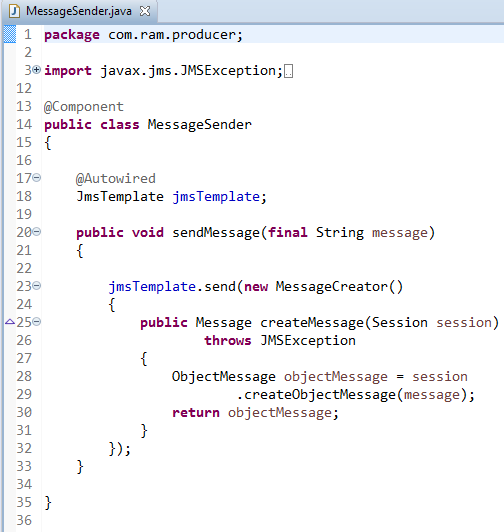 MessageSender.java
1 package com.ram.producer;
2
3 import javax.jms.JMSException;
12
13 @Component
14 public class MessageSender
15 {
16
17 @Autowired
18 JmsTemplate jmsTemplate;
19
20 public void sendMessage(final String message)
21 {
22
23 jmsTemplate.send(new MessageCreator()
24 {
25 public Message createMessage(Session session)
26 throws JMSException
27 {
28 ObjectMessage objectMessage = session
29 .createObjectMessage(message);
30 return objectMessage;
31 }
32 });
33 }
34
35 }
36